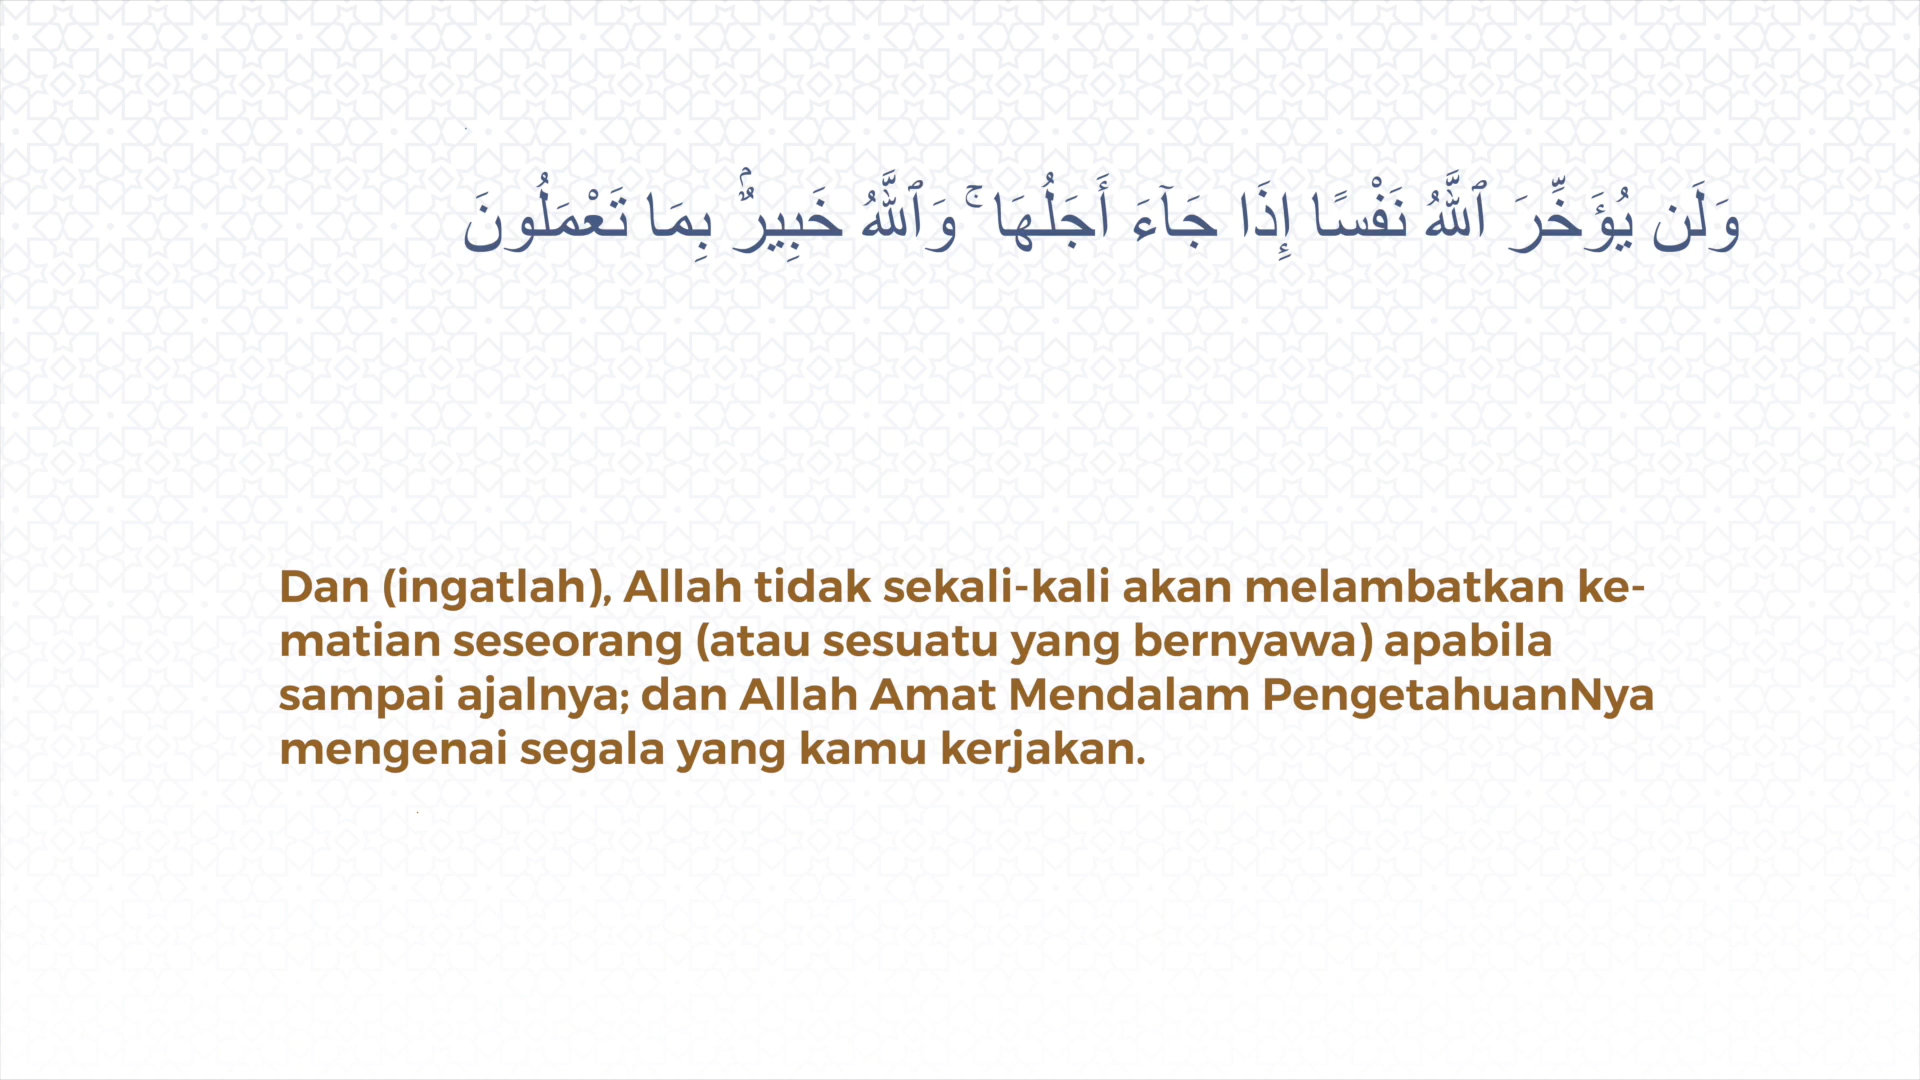 وَلَن يُؤَخِّرَ ٱللَّهُ نَفْسًا إِذَا جَآءَ أَجَلُهَا ۚ وَٱللَّهُ خَبِيرٌۢ بِمَا تَعْمَلُونَ
Dan (ingatlah), Allah tidak sekali-kali akan melambatkan ke-
matian seseorang (atau sesuatu yang bernyawa) apabila
sampai ajalnya; dan Allah Amat Mendalam PengetahuanNya
mengenai segala yang kamu kerjakan.